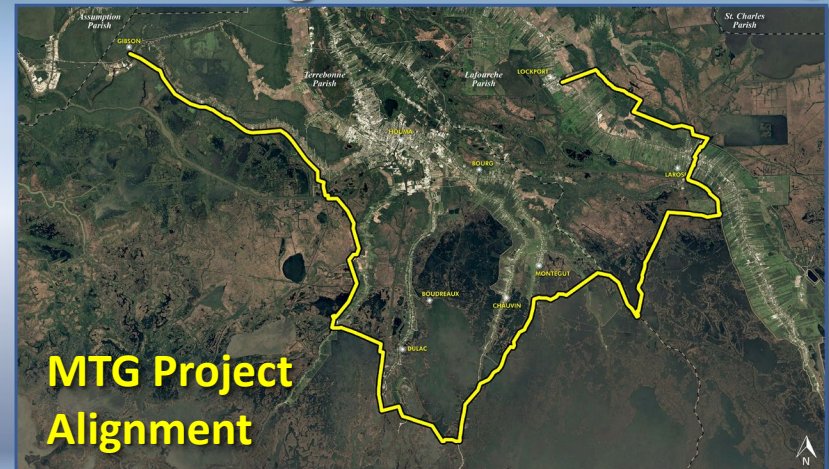 Assumption
Parish
St. Charles
Parish
GIBSON
Terrebonne
Parish
Lafourche
Parish
LOCKPORT
HOUMA
BOURG
LAROSE
MONTEGUT
BOUDREAUX
CHAUVIN
DULAC
MTG Project
Alignment
N